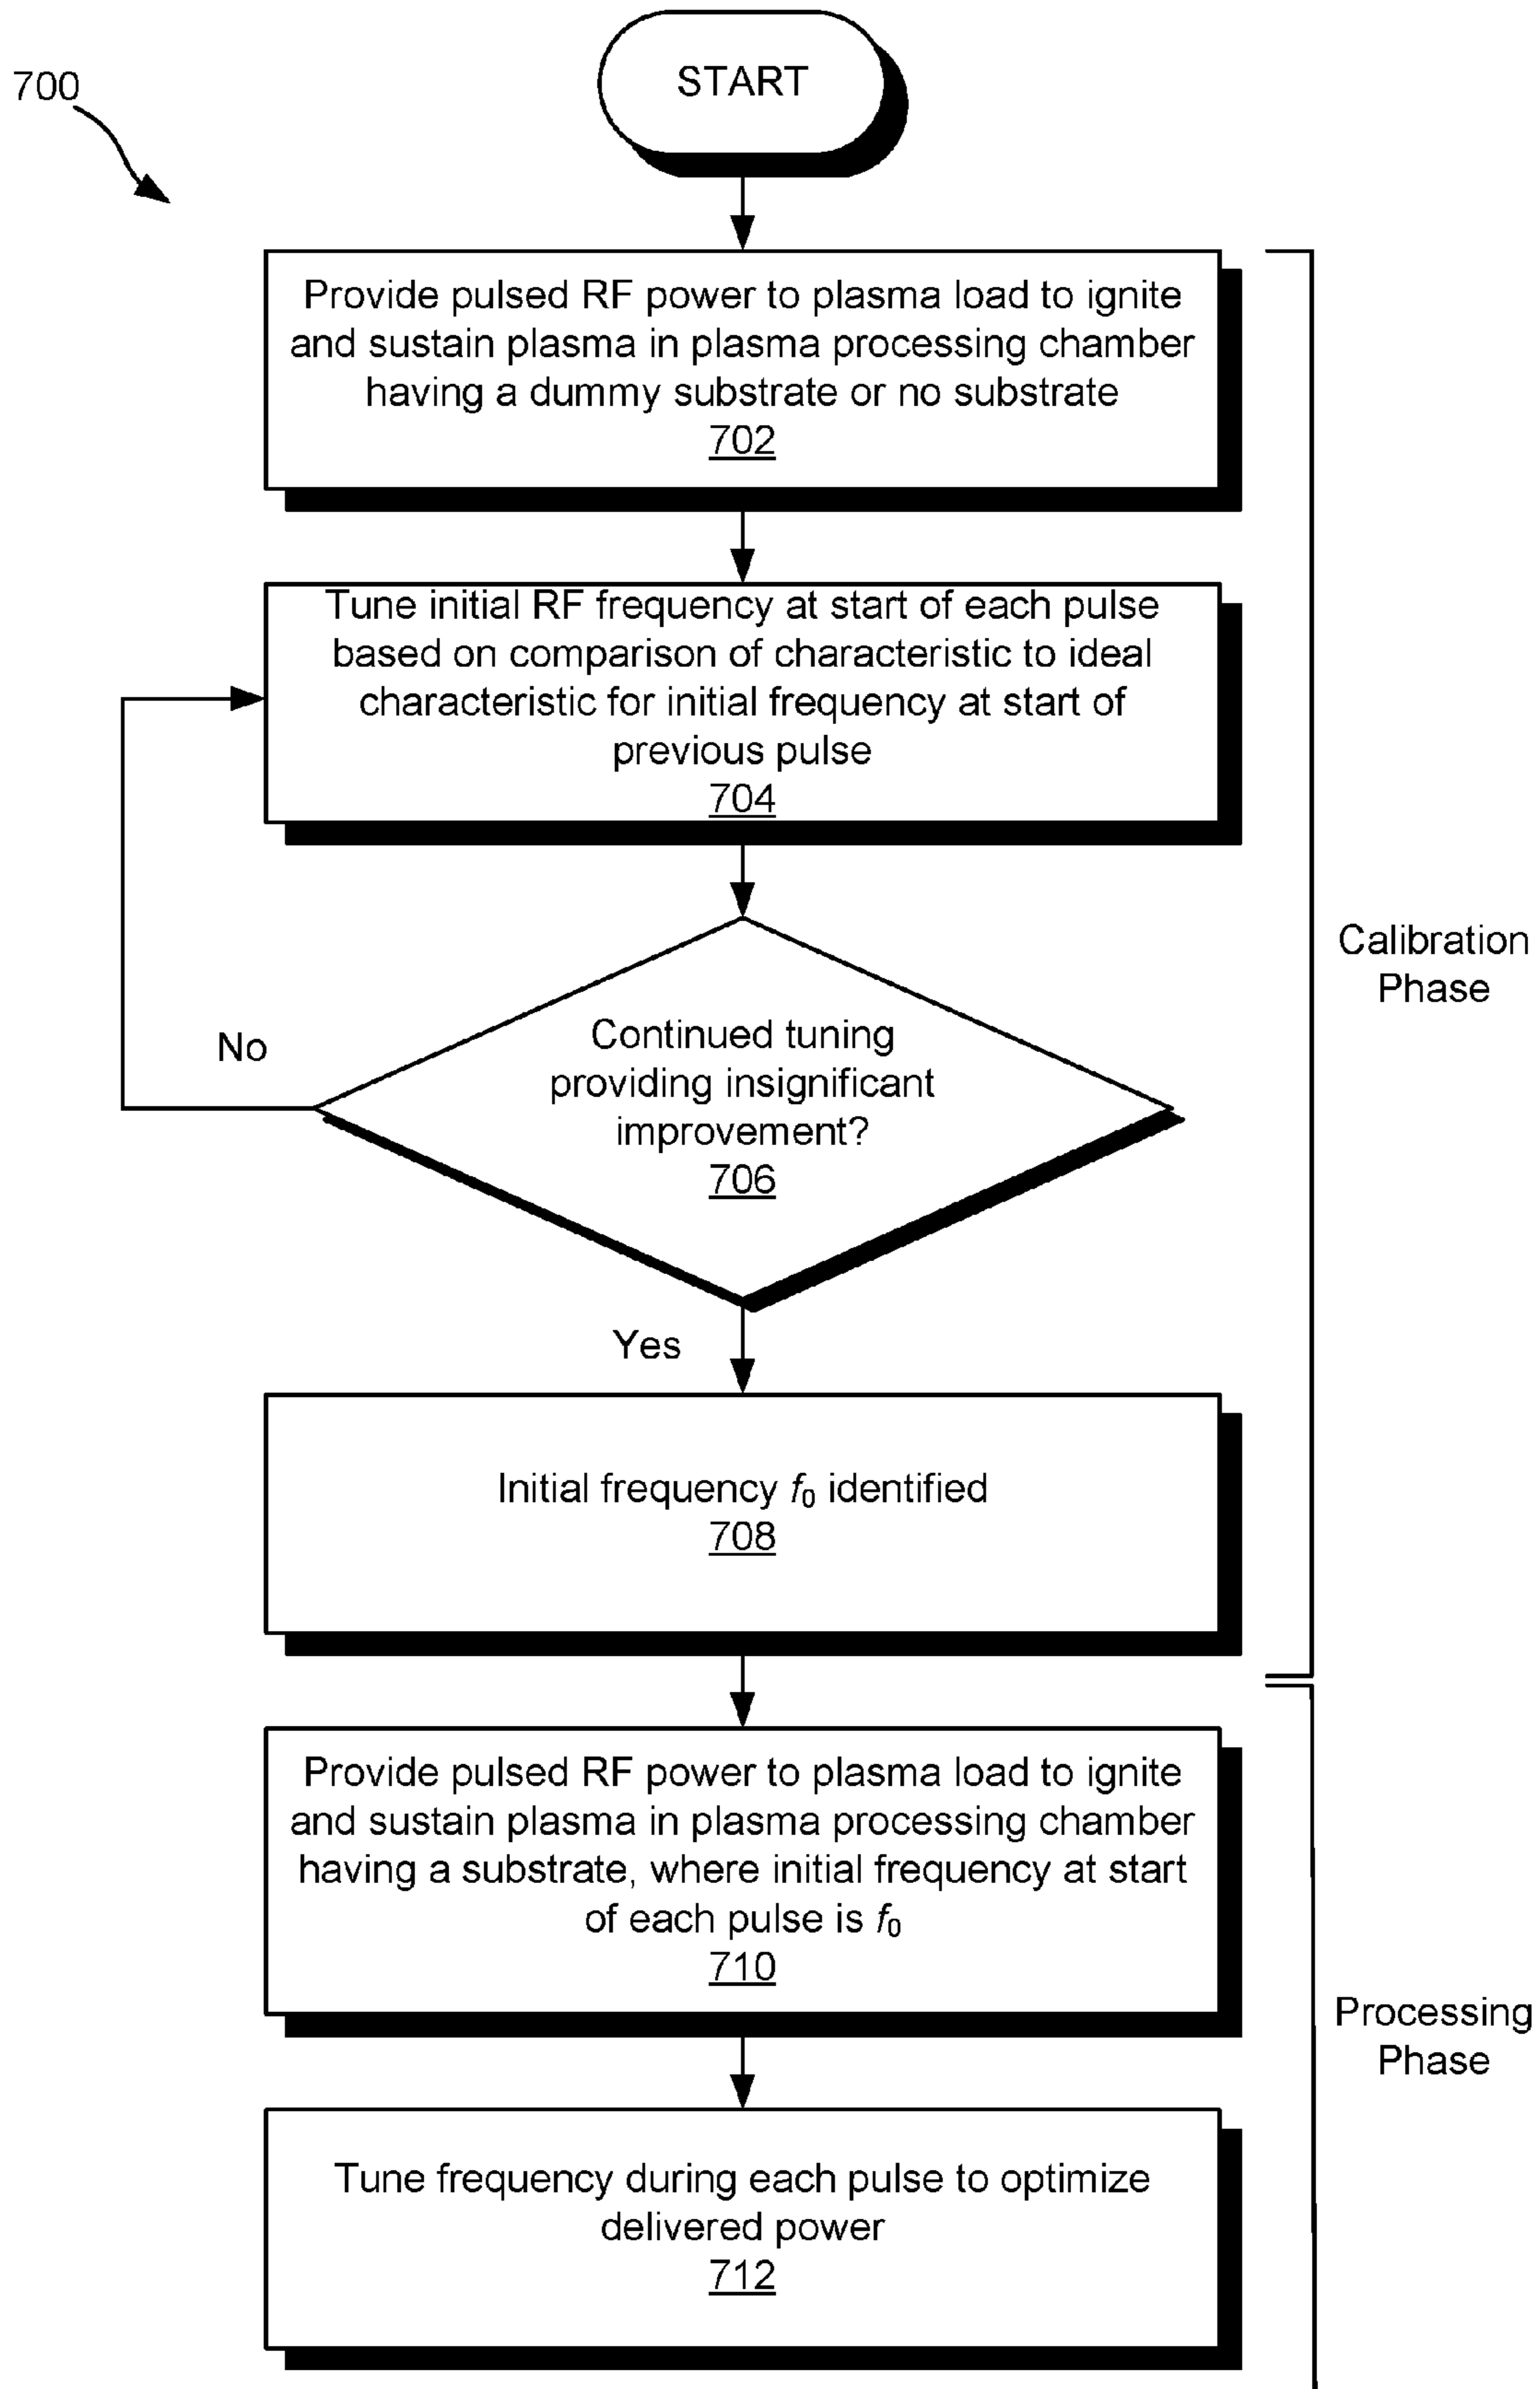 700
START
Provide pulsed RF power to plasma load to ignite
and sustain plasma in plasma processing chamber
having a dummy substrate or no substrate
702
Tune initial RF frequency at start of each pulse
based on comparison of characteristic to ideal
characteristic for initial frequency at start of
previous pulse
704
Continued tuning
providing insignificant
improvement?
706
No
Yes
Initial frequency f₀ identified
708
Calibration
Phase
Provide pulsed RF power to plasma load to ignite
and sustain plasma in plasma processing chamber
having a substrate, where initial frequency at start
of each pulse is f₀
710
Tune frequency during each pulse to optimize
delivered power
712
Processing
Phase